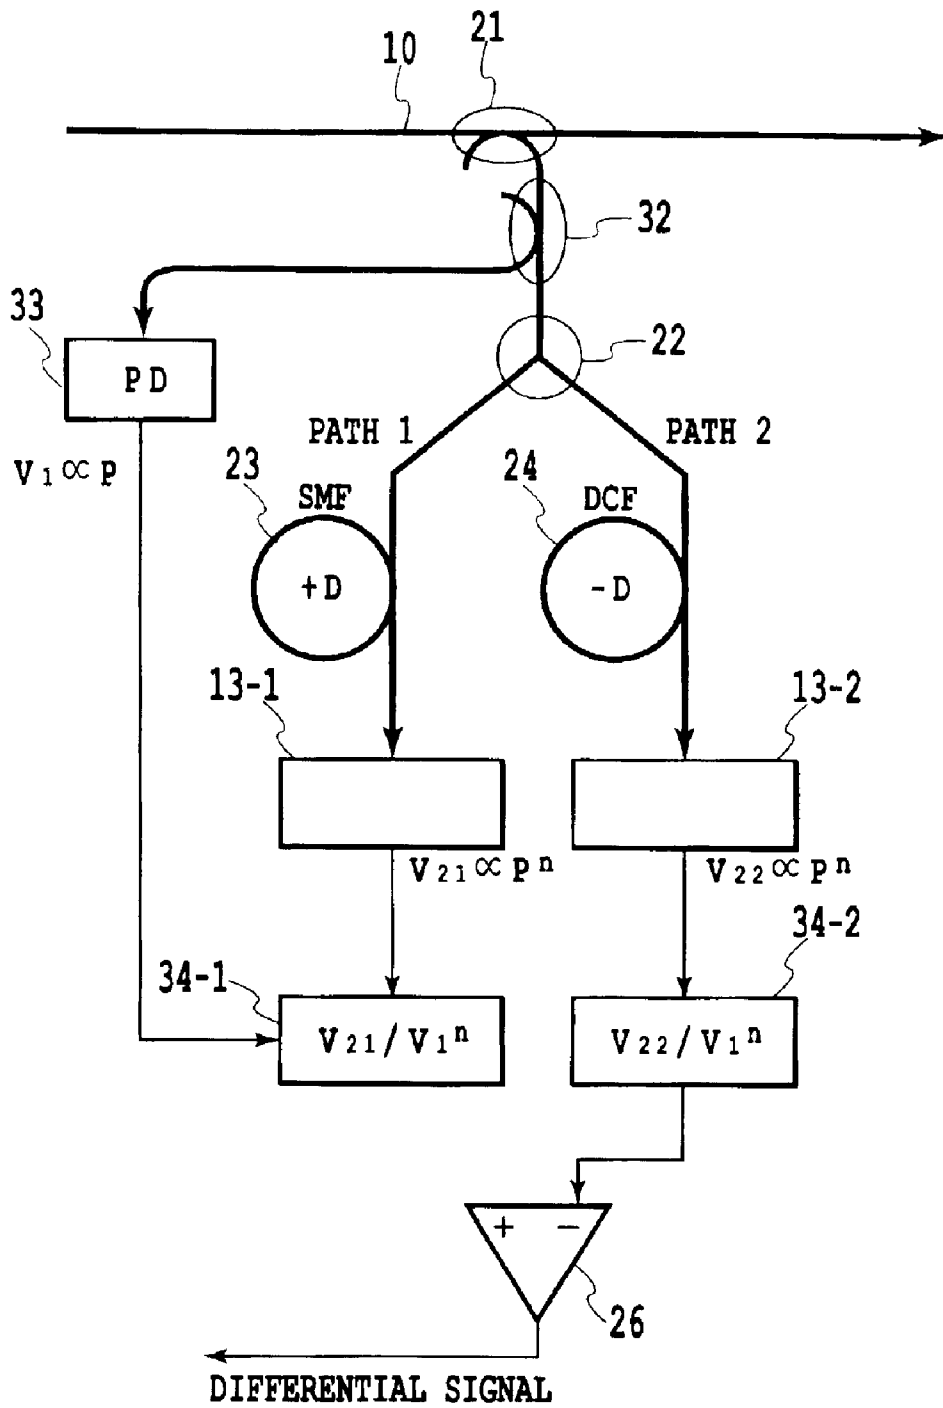 21
10
32
33
22
PD
PATH 1
PATH 2
V1∝p
23
24
SMF
DCF
+D
-D
13-1
13-2
V21∝pⁿ
V22∝pⁿ
34-2
34-1
V21/V1ⁿ
V22/V1ⁿ
+ −
26
DIFFERENTIAL SIGNAL